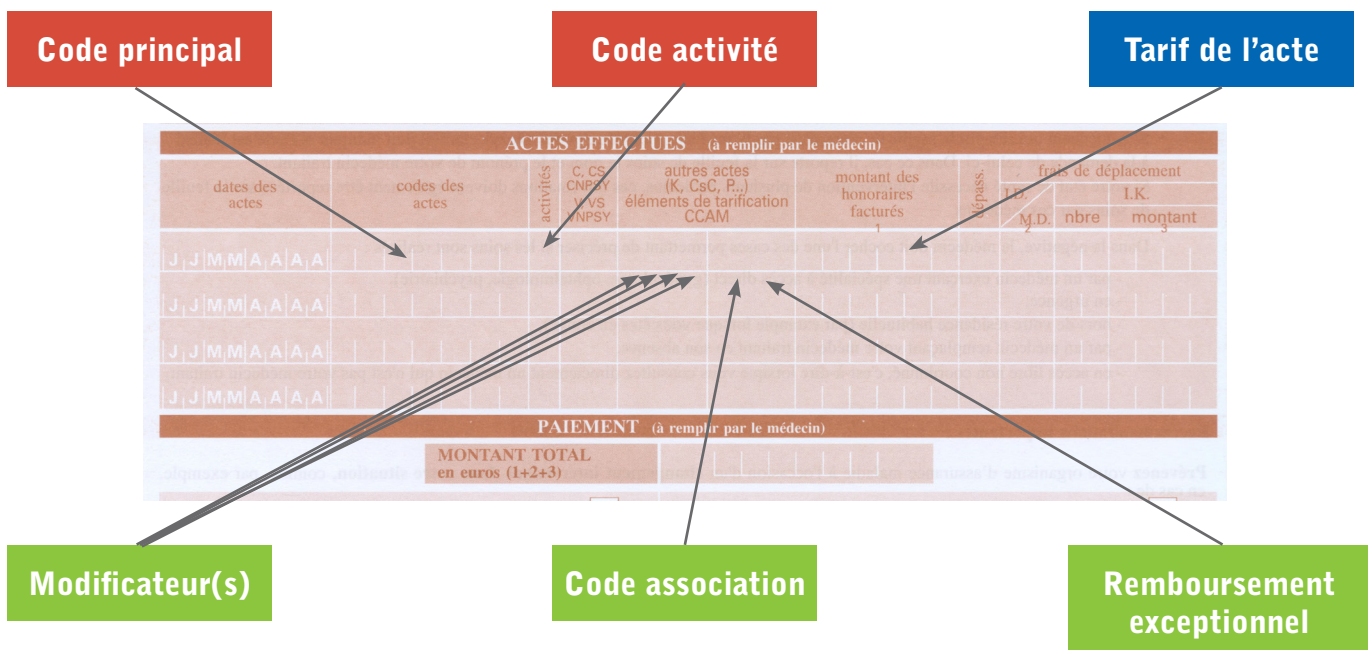 Code principal
Code activité
Tarif de l’acte
ACTES EFFECTUES (à remplir par le médecin)
dates des
actes
codes des
actes
activités
C, CS
CNPSY
V, VS
VNPSY
autres actes
(K, CsC, P...)
éléments de tarification
CCAM
montant des
honoraires
facturés
1
dépass.
frais de déplacement
I.D.
M.D.
2
I.K.
nbre
montant
3
J J M M A A A A
J J M M A A A A
J J M M A A A A
J J M M A A A A
PAIEMENT (à remplir par le médecin)
MONTANT TOTAL
en euros (1+2+3)
Modificateur(s)
Code association
Remboursement
exceptionnel